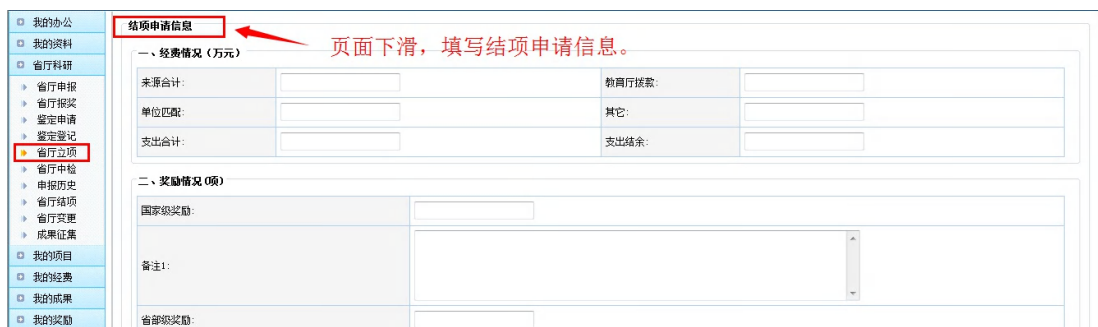 我的办公
我的资料
省厅科研
省厅申报
省厅报奖
鉴定申请
鉴定登记
省厅立项
省厅中检
申报历史
省厅结项
省厅变更
成果征集
我的项目
我的经费
我的成果
我的奖励
结项申请信息
页面下滑，填写结项申请信息。
一、经费情况（万元）
来源合计: 教育厅拨款:
单位匹配: 其它:
支出合计: 支出结余:
二、奖励情况(项)
国家级奖励:
备注1:
省部级奖励: